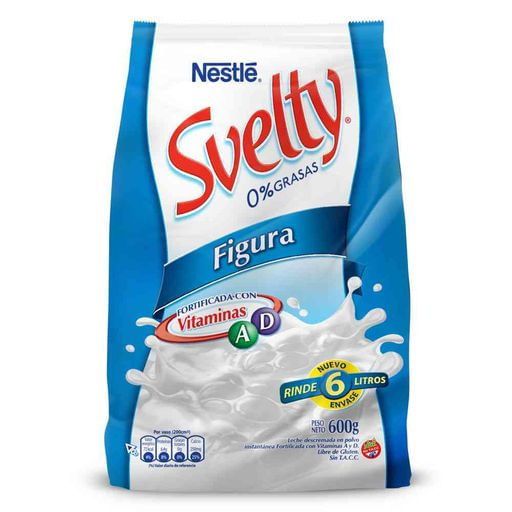 Nestlé®
Svelty®
0% GRASAS
Figura
FORTIFICADA CON
Vitaminas
A D
NUEVO
RINDE 6 LITROS
ENVASE
PESO
NETO 600g
Leche descremada en polvo
instantánea Fortificada con Vitaminas A y D.
Libre de Gluten.
Sin T.A.C.C.
Por vaso (200cm³)